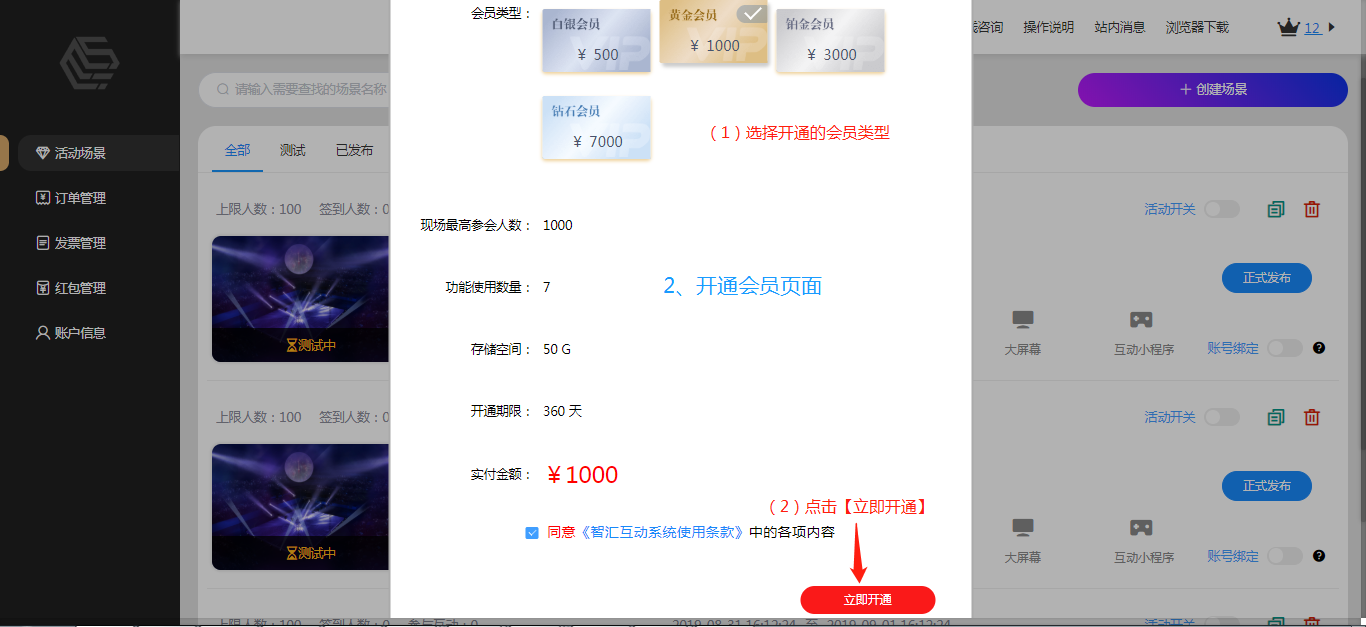 会员类型：
白银会员
¥ 500
黄金会员
¥ 1000
铂金会员
¥ 3000
钻石会员
¥ 7000
（1）选择开通的会员类型
现场最高参会人数： 1000
功能使用数量： 7
2、开通会员页面
存储空间： 50 G
开通期限： 360 天
实付金额： ¥1000
（2）点击【立即开通】
同意《智汇互动系统使用条款》中的各项内容
立即开通
咨询 操作说明 站内消息 浏览器下载 12
请输入需要查找的场景名称
+ 创建场景
活动场景
订单管理
发票管理
红包管理
账户信息
全部 测试 已发布
上限人数：100 签到人数：0
活动开关
正式发布
测试中
大屏幕 互动小程序 账号绑定 ?
上限人数：100 签到人数：0
活动开关
正式发布
测试中
大屏幕 互动小程序 账号绑定 ?
上限人数：100 签到人数：0 参与互动：0 2019-08-31 16:12:24 至 2019-09-01 16:12:24 活动开关